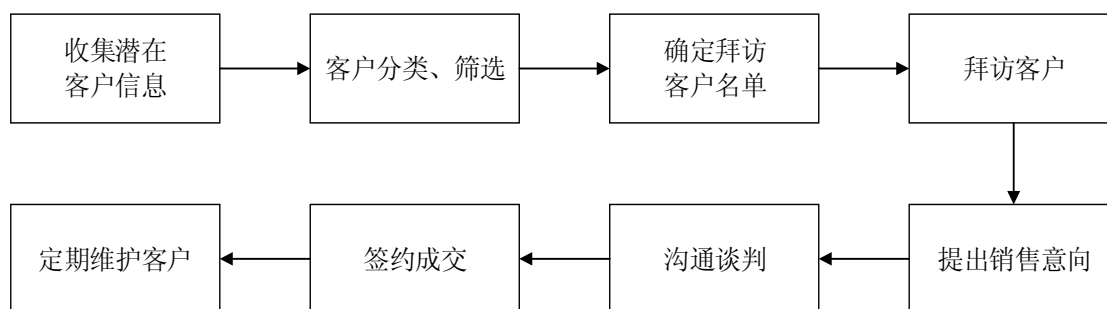 收集潜在
客户信息
客户分类、筛选
确定拜访
客户名单
拜访客户
提出销售意向
沟通谈判
签约成交
定期维护客户